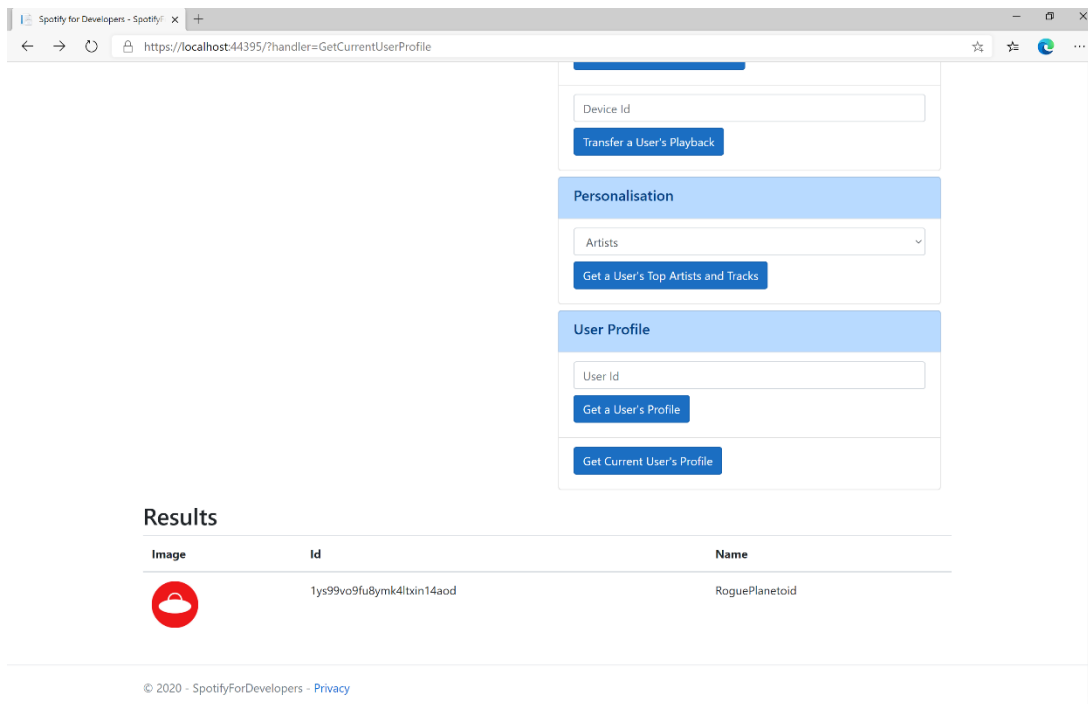 Spotify for Developers - SpotifyF
https://localhost:44395/?handler=GetCurrentUserProfile
Device Id
Transfer a User's Playback
Personalisation
Artists
Get a User's Top Artists and Tracks
User Profile
User Id
Get a User's Profile
Get Current User's Profile
Results
Image Id Name
1ys99vo9fu8ymk4ltxin14aod RoguePlanetoid
© 2020 - SpotifyForDevelopers - Privacy